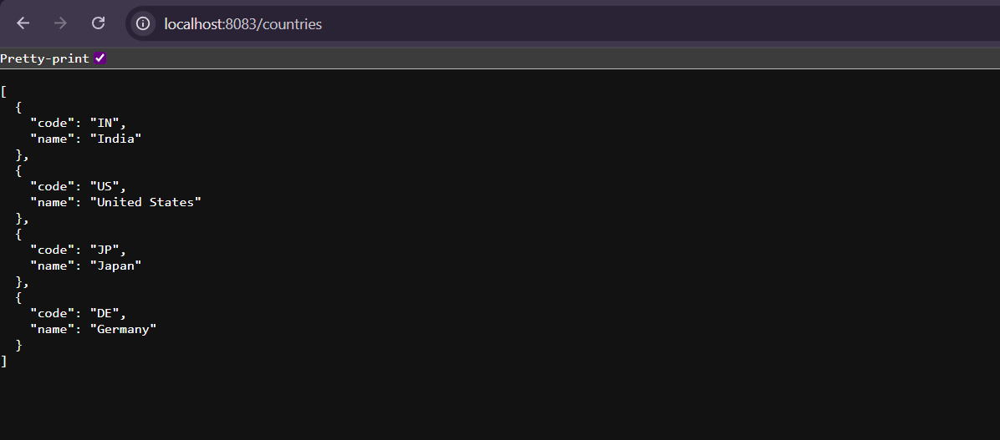 localhost:8083/countries
Pretty-print
[
  {
    "code": "IN",
    "name": "India"
  },
  {
    "code": "US",
    "name": "United States"
  },
  {
    "code": "JP",
    "name": "Japan"
  },
  {
    "code": "DE",
    "name": "Germany"
  }
]